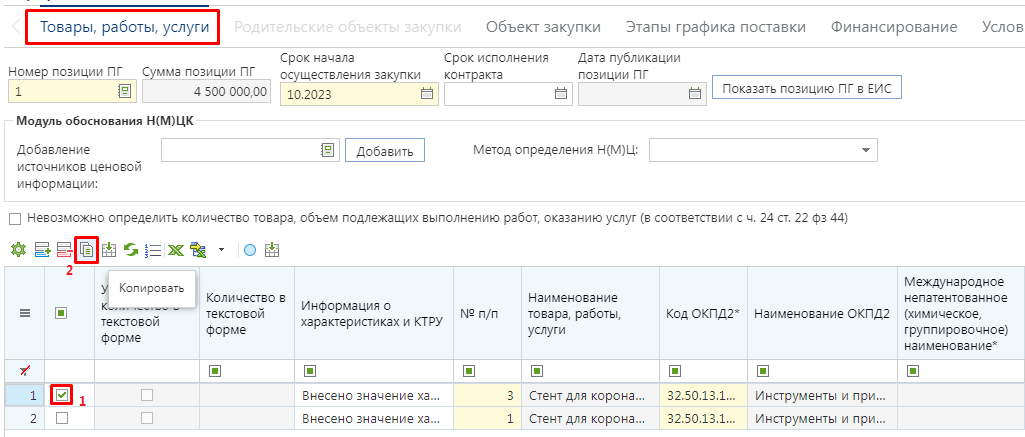 Товары, работы, услуги Родительские объекты закупки Объект закупки Этапы графика поставки Финансирование Услов
Номер позиции ПГ
Сумма позиции ПГ
Срок начала
осуществления закупки
Срок исполнения
контракта
Дата публикации
позиции ПГ
1
4 500 000,00
10.2023
Показать позицию ПГ в ЕИС
Модуль обоснования Н(М)ЦК
Добавление
источников ценовой
информации:
Добавить
Метод определения Н(М)Ц:
Невозможно определить количество товара, объем подлежащих выполнению работ, оказанию услуг (в соответствии с ч. 24 ст. 22 фз 44)
2
Копировать
текстовой
форме
Количество в
текстовой
форме
Информация о
характеристиках и КТРУ
№ п/п
Наименование
товара, работы,
услуги
Код ОКПД2*
Наименование ОКПД2
Международное
непатентованное
(химическое,
группировочное)
наименование*
1 1 Внесено значение ха... 3 Стент для корона... 32.50.13.1... Инструменты и при...
2 Внесено значение ха... 1 Стент для корона... 32.50.13.1... Инструменты и при...